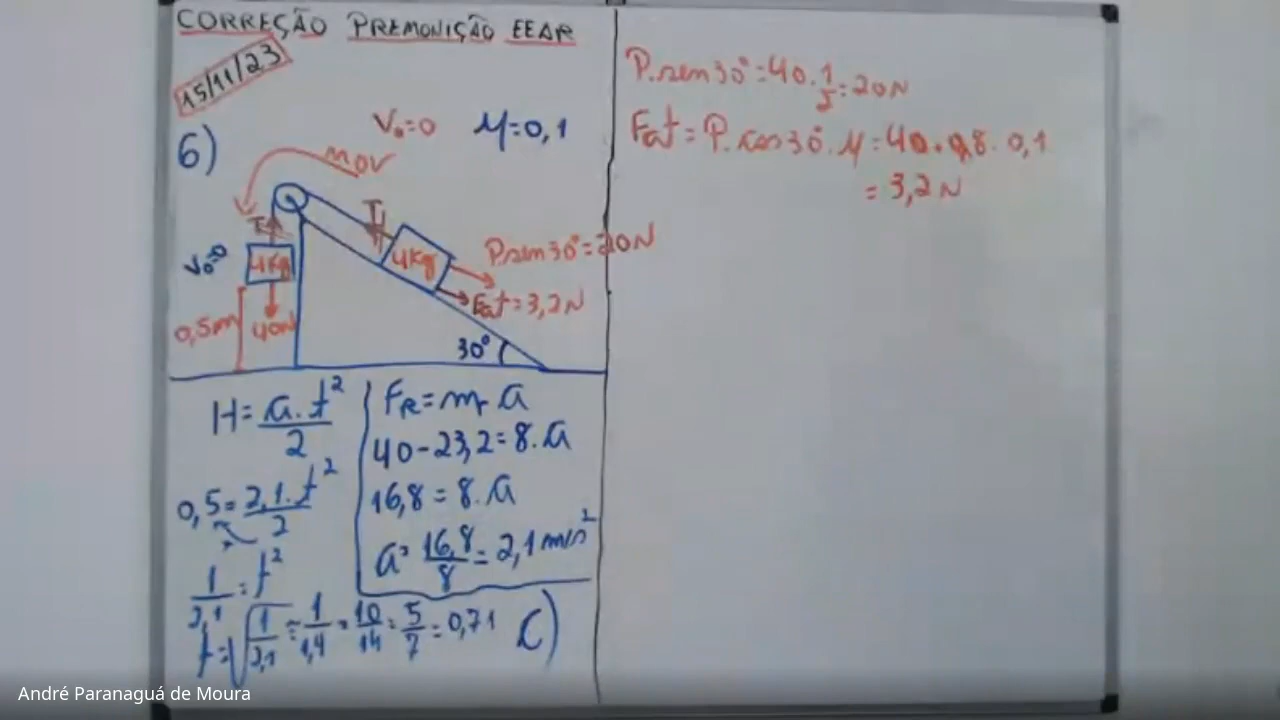 CORREÇÃO PREMONIÇÃO EEAR
15/11/23
6)
V₀=0 μ=0,1
MOV
T
T
V₀=0
4Kg
4Kg
P.sen30°=20N
Fat=3,2N
0,5m
40N
30°
H=a.t²/2
0,5=2,1.t²/2
1/2,1=t²
t=√1/2,1=1/1,4=10/14=5/7=0,71 C)
FR=m.a
40-23,2=8.a
16,8=8.a
a=16,8/8=2,1m/s²
P.sen30°=40.1/2=20N
Fat=P.cos30°.μ=40.0,8.0,1
=3,2N
André Paranaguá de Moura